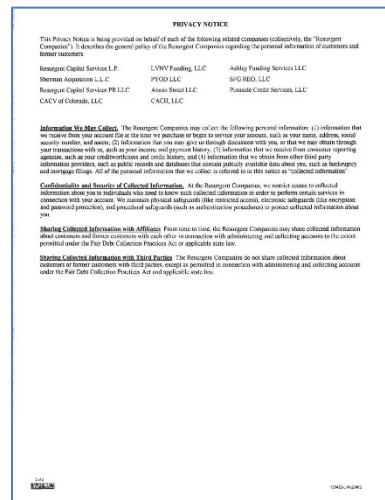 PRIVACY NOTICE
This Privacy Notice is being provided on behalf of each of the following related companies (collectively, the "Resurgent
Companies"). It describes the general policy of the Resurgent Companies regarding the personal information of customers and
former customers.
Resurgent Capital Services L.P. LVNV Funding, LLC Ashley Funding Services LLC
Sherman Acquisition L.L.C. PYOD LLC SFG REO, LLC
Resurgent Capital Services PR LLC Anson Street LLC Pinnacle Credit Services, LLC
CACV of Colorado, LLC CACH, LLC
Information We May Collect. The Resurgent Companies may collect the following personal information: (1) information that
we receive from your account file at the time we purchase or begin to service your account, such as your name, address, social
security number, and assets; (2) information that you may give us through discussion with you, or that we may obtain through
your transactions with us, such as your income and payment history; (3) information that we receive from consumer reporting
agencies, such as your creditworthiness and credit history, and (4) information that we obtain from other third party
information providers, such as public records and databases that contain publicly available data about you, such as bankruptcy
and mortgage filings. All of the personal information that we collect is referred to in this notice as "collected information".
Confidentiality and Security of Collected Information. At the Resurgent Companies, we restrict access to collected
information about you to individuals who need to know such collected information in order to perform certain services in
connection with your account. We maintain physical safeguards (like restricted access), electronic safeguards (like encryption
and password protection), and procedural safeguards (such as authentication procedures) to protect collected information about
you.
Sharing Collected Information with Affiliates From time to time, the Resurgent Companies may share collected information
about customers and former customers with each other in connection with administering and collecting accounts to the extent
permitted under the Fair Debt Collection Practices Act or applicable state law.
Sharing Collected Information with Third Parties The Resurgent Companies do not share collected information about
customers or former customers with third parties, except as permitted in connection with administering and collecting accounts
under the Fair Debt Collection Practices Act and applicable state law.
2 of 2